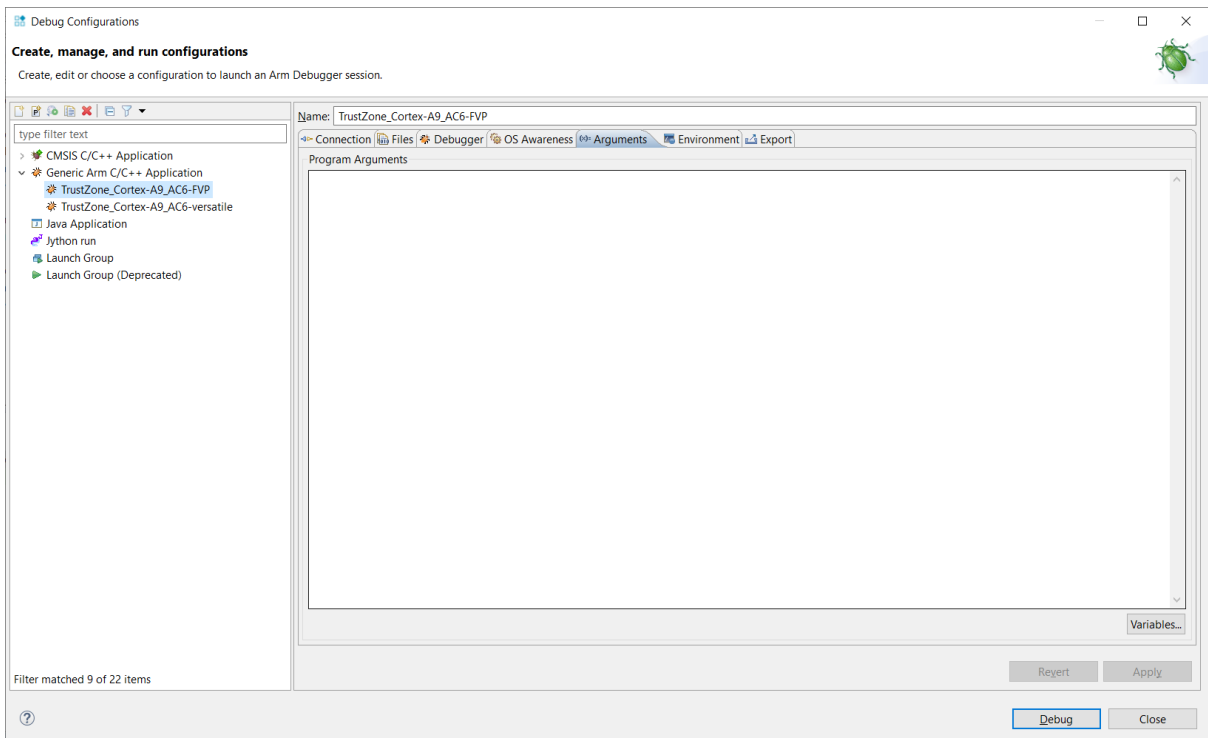 Debug Configurations
Create, manage, and run configurations
Create, edit or choose a configuration to launch an Arm Debugger session.
type filter text
CMSIS C/C++ Application
Generic Arm C/C++ Application
TrustZone_Cortex-A9_AC6-FVP
TrustZone_Cortex-A9_AC6-versatile
Java Application
Jython run
Launch Group
Launch Group (Deprecated)
Filter matched 9 of 22 items
Name: TrustZone_Cortex-A9_AC6-FVP
Connection Files Debugger OS Awareness Arguments Environment Export
Program Arguments
Variables...
Revert Apply
Debug Close